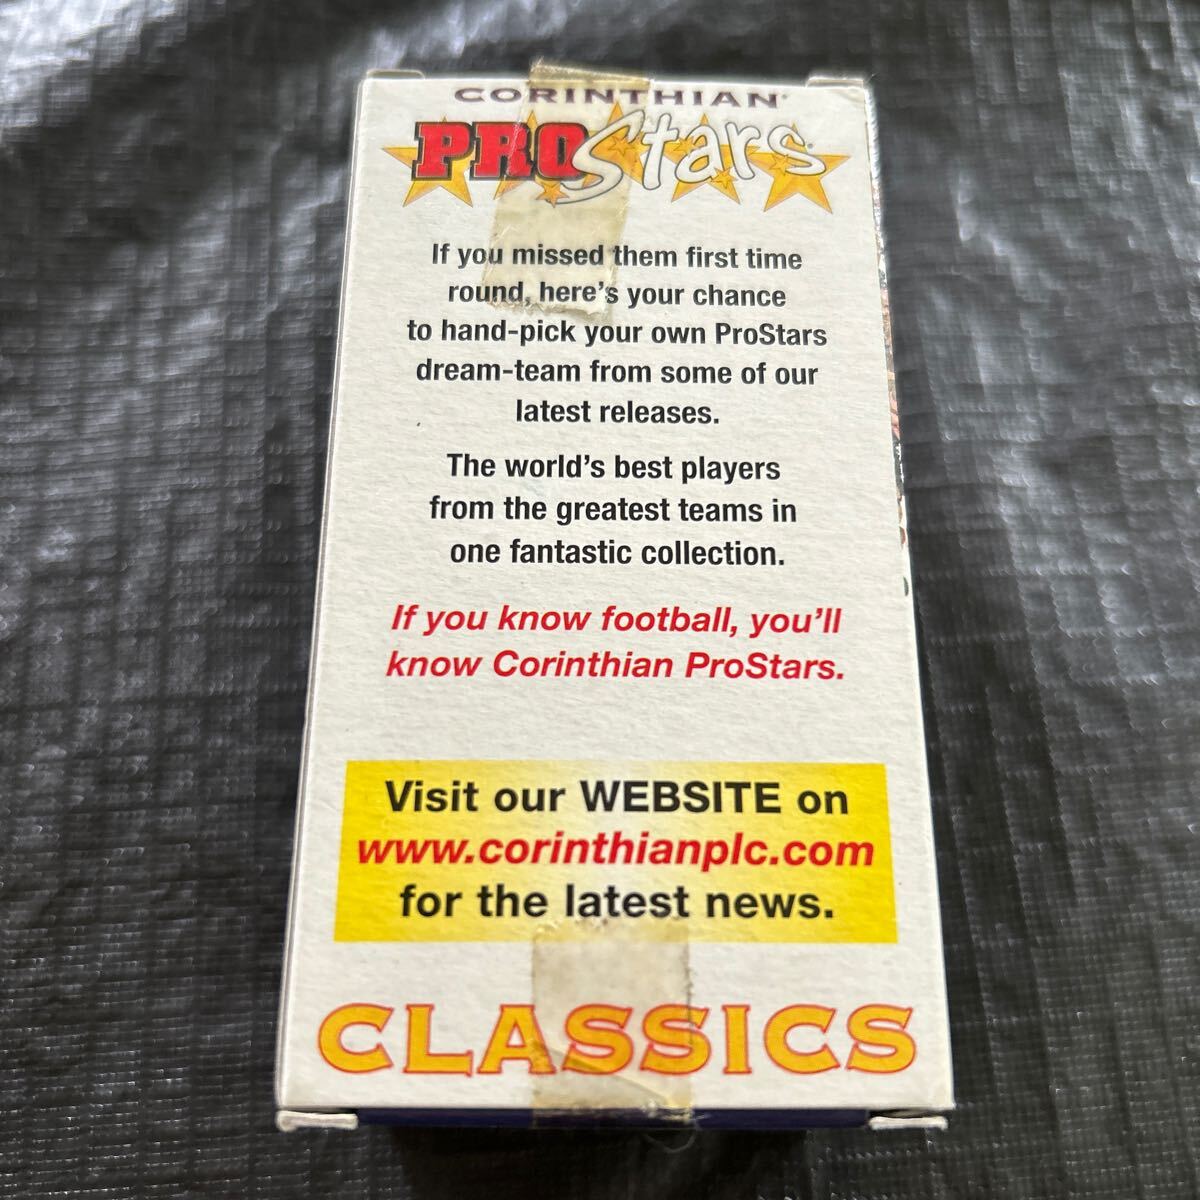 CORINTHIAN
PROStars
If you missed them first time
round, here's your chance
to hand-pick your own ProStars
dream-team from some of our
latest releases.
The world's best players
from the greatest teams in
one fantastic collection.
If you know football, you'll
know Corinthian ProStars.
Visit our WEBSITE on
www.corinthianplc.com
for the latest news.
CLASSICS